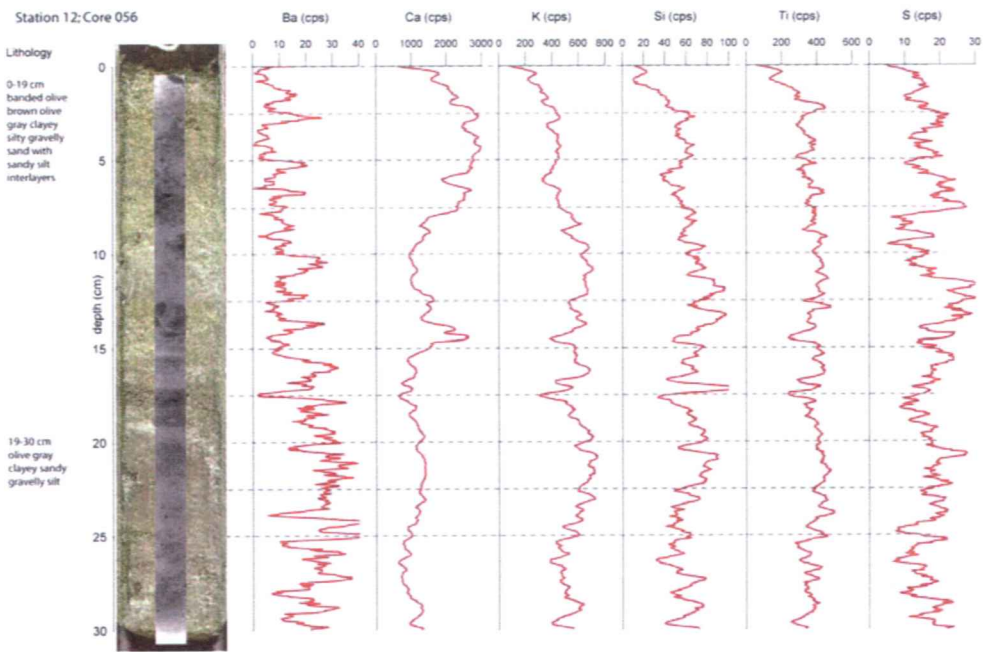 Station 12; Core 056
Ba (cps) Ca (cps) K (cps) Si (cps) Ti (cps) S (cps)
Lithology
0 10 20 30 40 0 1000 2000 3000 0 200 400 600 800 0 20 40 60 80 100 0 200 400 600 0 10 20 30
0-19 cm
banded olive
brown olive
gray clayey
silty gravelly
sand with
sandy silt
interlayers
0
5
10
depth (cm)
15
19-30 cm
olive gray
clayey sandy
gravelly silt
20
25
30